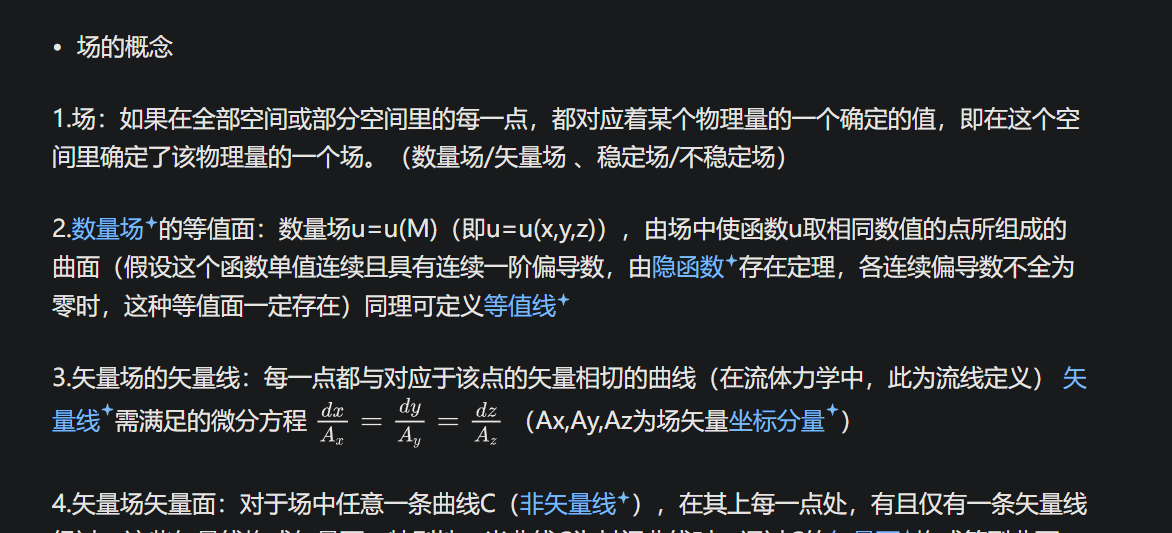 • 场的概念
1.场：如果在全部空间或部分空间里的每一点，都对应着某个物理量的一个确定的值，即在这个空
间里确定了该物理量的一个场。（数量场/矢量场 、稳定场/不稳定场）
2.数量场的等值面：数量场u=u(M)（即u=u(x,y,z)），由场中使函数u取相同数值的点所组成的
曲面（假设这个函数单值连续且具有连续一阶偏导数，由隐函数存在定理，各连续偏导数不全为
零时，这种等值面一定存在）同理可定义等值线
3.矢量场的矢量线：每一点都与对应于该点的矢量相切的曲线（在流体力学中，此为流线定义） 矢
量线需满足的微分方程 dx/A_x = dy/A_y = dz/A_z （Ax,Ay,Az为场矢量坐标分量）
4.矢量场矢量面：对于场中任意一条曲线C（非矢量线），在其上每一点处，有且仅有一条矢量线